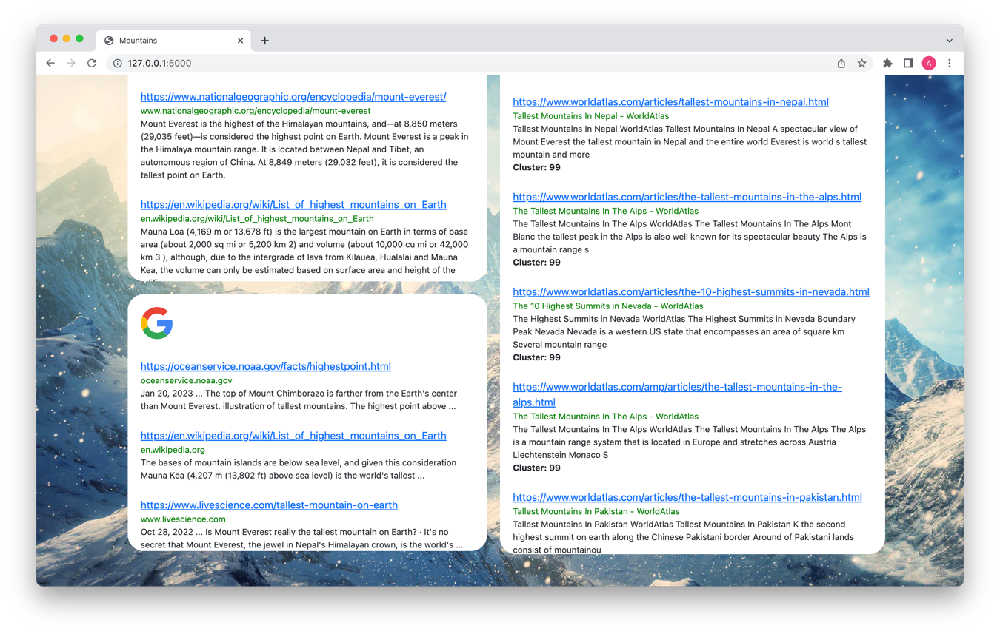 Mountains
127.0.0.1:5000
A
https://www.nationalgeographic.org/encyclopedia/mount-everest/
www.nationalgeographic.org/encyclopedia/mount-everest
Mount Everest is the highest of the Himalayan mountains, and—at 8,850 meters
(29,035 feet)—is considered the highest point on Earth. Mount Everest is a peak in
the Himalaya mountain range. It is located between Nepal and Tibet, an
autonomous region of China. At 8,849 meters (29,032 feet), it is considered the
tallest point on Earth.
https://en.wikipedia.org/wiki/List_of_highest_mountains_on_Earth
en.wikipedia.org/wiki/List_of_highest_mountains_on_Earth
Mauna Loa (4,169 m or 13,678 ft) is the largest mountain on Earth in terms of base
area (about 2,000 sq mi or 5,200 km 2) and volume (about 10,000 cu mi or 42,000
km 3 ), although, due to the intergrade of lava from Kilauea, Hualalai and Mauna
Kea, the volume can only be estimated based on surface area and height of the
https://oceanservice.noaa.gov/facts/highestpoint.html
oceanservice.noaa.gov
Jan 20, 2023 ... The top of Mount Chimborazo is farther from the Earth's center
than Mount Everest. illustration of tallest mountains. The highest point above ...
https://en.wikipedia.org/wiki/List_of_highest_mountains_on_Earth
en.wikipedia.org
The bases of mountain islands are below sea level, and given this consideration
Mauna Kea (4,207 m (13,802 ft) above sea level) is the world's tallest ...
https://www.livescience.com/tallest-mountain-on-earth
www.livescience.com
Oct 28, 2022 ... Is Mount Everest really the tallest mountain on Earth? · It's no
secret that Mount Everest, the jewel in Nepal's Himalayan crown, is the world's ...
https://www.worldatlas.com/articles/tallest-mountains-in-nepal.html
Tallest Mountains In Nepal - WorldAtlas
Tallest Mountains In Nepal WorldAtlas Tallest Mountains In Nepal A spectacular view of
Mount Everest the tallest mountain in Nepal and the entire world Everest is world s tallest
mountain and more
Cluster: 99
https://www.worldatlas.com/articles/the-tallest-mountains-in-the-alps.html
The Tallest Mountains In The Alps - WorldAtlas
The Tallest Mountains In The Alps WorldAtlas The Tallest Mountains In The Alps Mont
Blanc the tallest peak in the Alps is also well known for its spectacular beauty The Alps is
a mountain range s
Cluster: 99
https://www.worldatlas.com/articles/the-10-highest-summits-in-nevada.html
The 10 Highest Summits in Nevada - WorldAtlas
The Highest Summits in Nevada WorldAtlas The Highest Summits in Nevada Boundary
Peak Nevada Nevada is a western US state that encompasses an area of square km
Several mountain range
Cluster: 99
https://www.worldatlas.com/amp/articles/the-tallest-mountains-in-the-
alps.html
The Tallest Mountains In The Alps - WorldAtlas
The Tallest Mountains In The Alps WorldAtlas The Tallest Mountains In The Alps The Alps
is a mountain range system that is located in Europe and stretches across Austria
Liechtenstein Monaco S
Cluster: 99
https://www.worldatlas.com/articles/the-tallest-mountains-in-pakistan.html
Tallest Mountains In Pakistan - WorldAtlas
Tallest Mountains In Pakistan WorldAtlas Tallest Mountains In Pakistan K the second
highest summit on earth along the Chinese Pakistani border Around of Pakistani lands
consist of mountainou